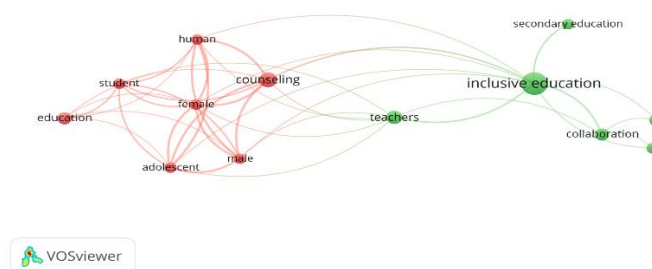 secondary education
human
student
counseling
inclusive education
female
education
teachers
collaboration
male
adolescent
VOSviewer